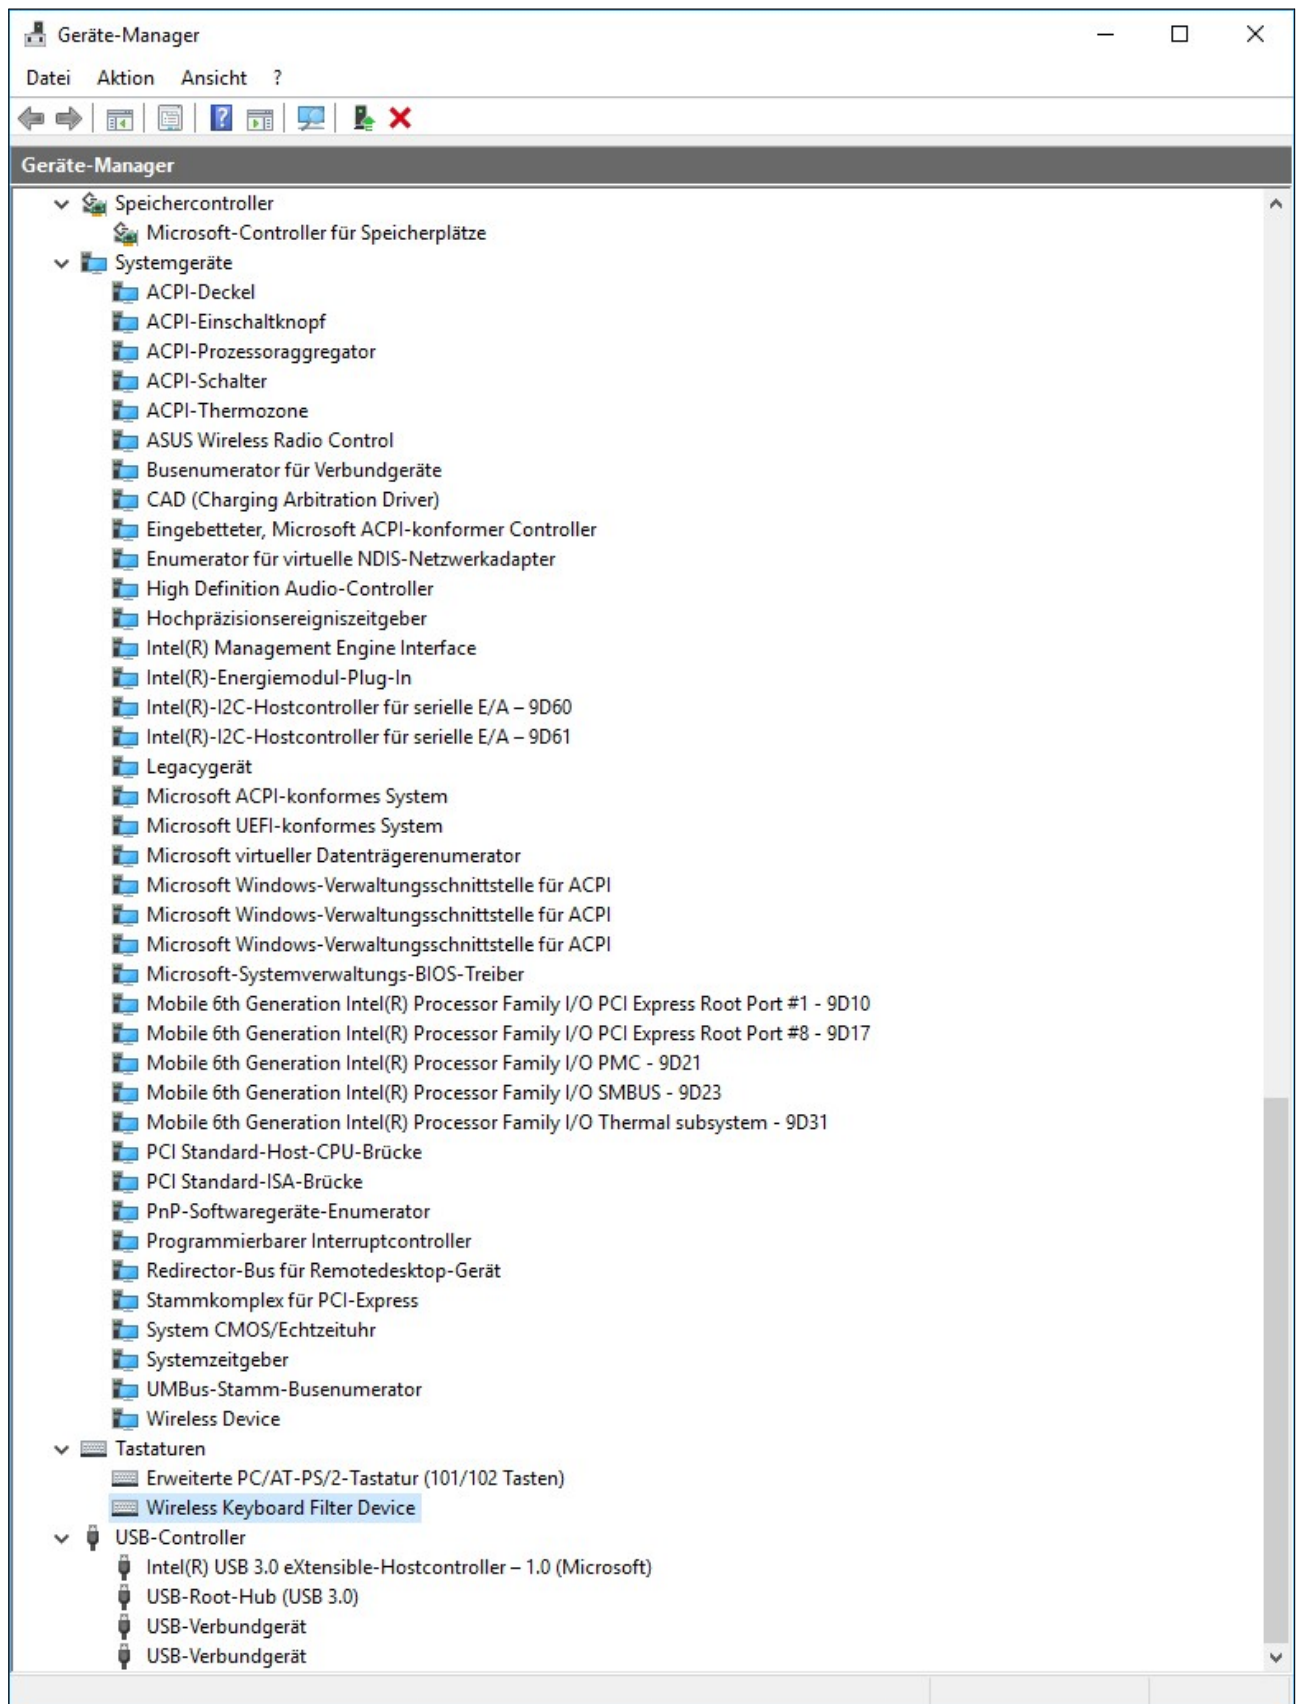 Geräte-Manager
Datei Aktion Ansicht ?
Geräte-Manager
Speichercontroller
Microsoft-Controller für Speicherplätze
Systemgeräte
ACPI-Deckel
ACPI-Einschaltknopf
ACPI-Prozessoraggregator
ACPI-Schalter
ACPI-Thermozone
ASUS Wireless Radio Control
Busenumerator für Verbundgeräte
CAD (Charging Arbitration Driver)
Eingebetteter, Microsoft ACPI-konformer Controller
Enumerator für virtuelle NDIS-Netzwerkadapter
High Definition Audio-Controller
Hochpräzisionsereigniszeitgeber
Intel(R) Management Engine Interface
Intel(R)-Energiemodul-Plug-In
Intel(R)-I2C-Hostcontroller für serielle E/A – 9D60
Intel(R)-I2C-Hostcontroller für serielle E/A – 9D61
Legacygerät
Microsoft ACPI-konformes System
Microsoft UEFI-konformes System
Microsoft virtueller Datenträgerenumerator
Microsoft Windows-Verwaltungsschnittstelle für ACPI
Microsoft Windows-Verwaltungsschnittstelle für ACPI
Microsoft Windows-Verwaltungsschnittstelle für ACPI
Microsoft-Systemverwaltungs-BIOS-Treiber
Mobile 6th Generation Intel(R) Processor Family I/O PCI Express Root Port #1 - 9D10
Mobile 6th Generation Intel(R) Processor Family I/O PCI Express Root Port #8 - 9D17
Mobile 6th Generation Intel(R) Processor Family I/O PMC - 9D21
Mobile 6th Generation Intel(R) Processor Family I/O SMBUS - 9D23
Mobile 6th Generation Intel(R) Processor Family I/O Thermal subsystem - 9D31
PCI Standard-Host-CPU-Brücke
PCI Standard-ISA-Brücke
PnP-Softwaregeräte-Enumerator
Programmierbarer Interruptcontroller
Redirector-Bus für Remotedesktop-Gerät
Stammkomplex für PCI-Express
System CMOS/Echtzeituhr
Systemzeitgeber
UMBus-Stamm-Busenumerator
Wireless Device
Tastaturen
Erweiterte PC/AT-PS/2-Tastatur (101/102 Tasten)
Wireless Keyboard Filter Device
USB-Controller
Intel(R) USB 3.0 eXtensible-Hostcontroller – 1.0 (Microsoft)
USB-Root-Hub (USB 3.0)
USB-Verbundgerät
USB-Verbundgerät